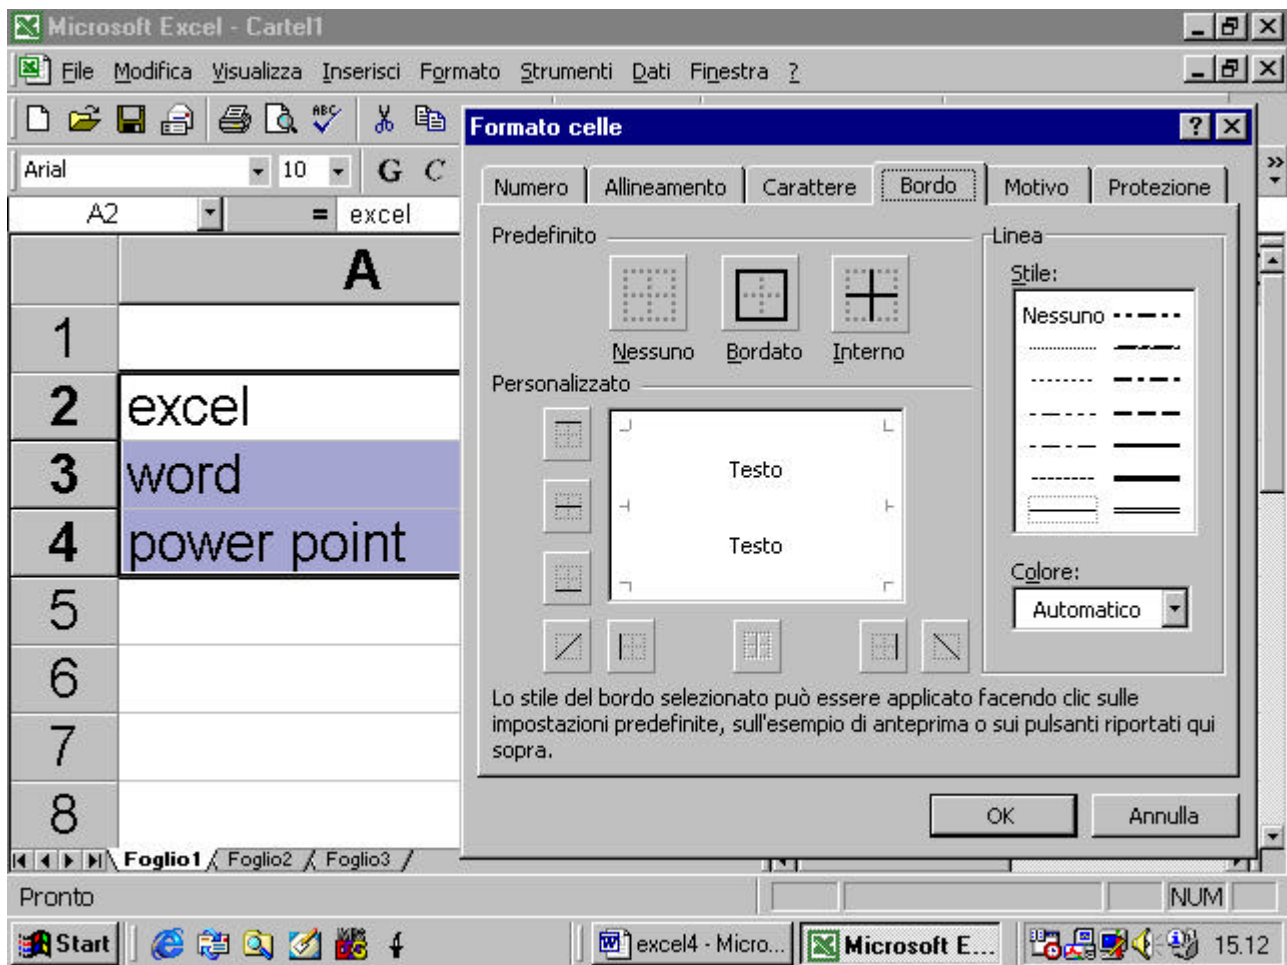 Microsoft Excel - Cartel1
File Modifica Visualizza Inserisci Formato Strumenti Dati Finestra ?
ABC
Arial 10 G C
A2 = excel
A
1
2 excel
3 word
4 power point
5
6
7
8
Foglio1 Foglio2 Foglio3
Pronto
NUM
Formato celle
Numero Allineamento Carattere Bordo Motivo Protezione
Predefinito
Nessuno Bordato Interno
Personalizzato
Testo
Testo
Linea
Stile:
Nessuno
Colore:
Automatico
Lo stile del bordo selezionato può essere applicato facendo clic sulle
impostazioni predefinite, sull'esempio di anteprima o sui pulsanti riportati qui
sopra.
OK Annulla
Start excel4 - Micro... Microsoft E... 15.12